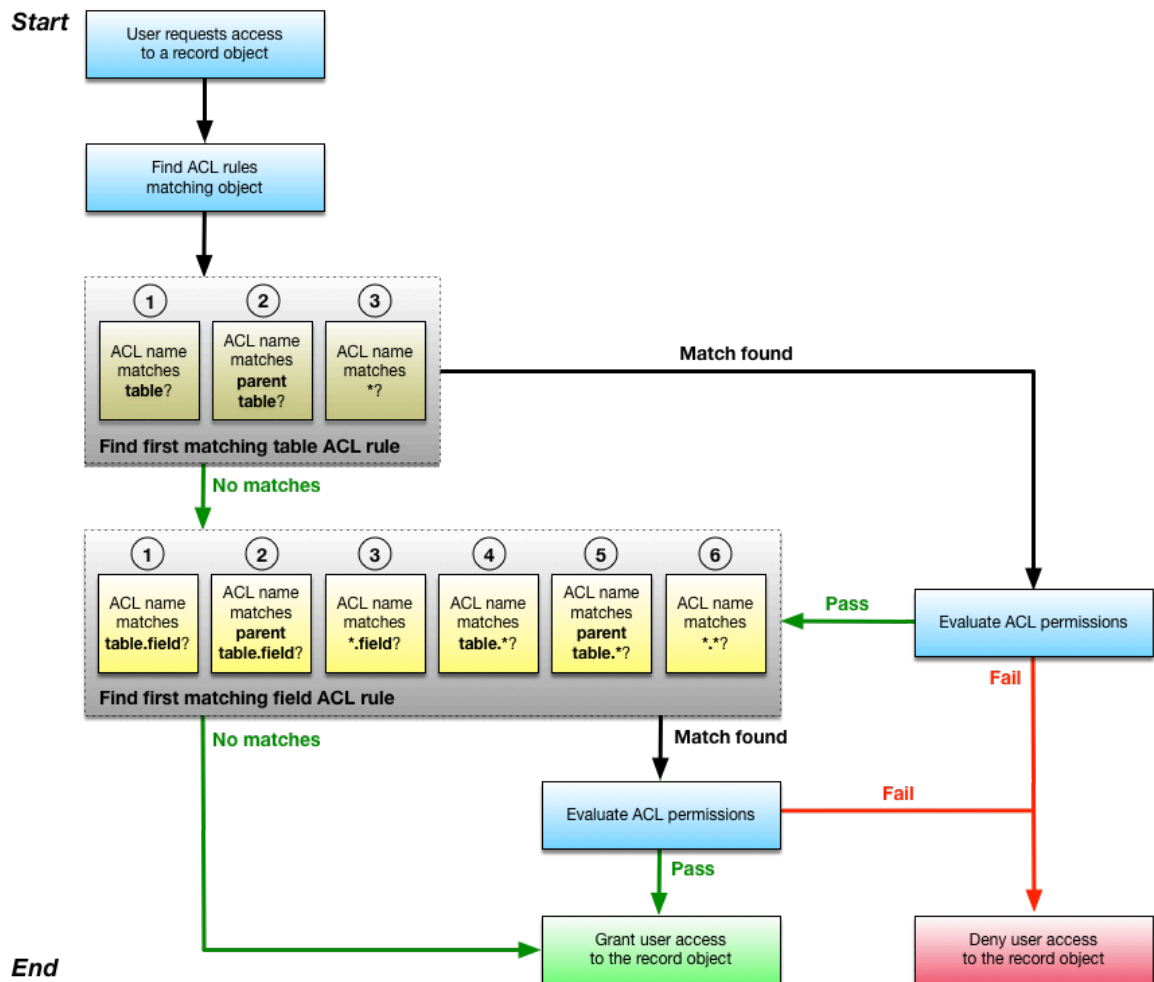 Start
User requests access
to a record object
Find ACL rules
matching object
1
2
3
ACL name
matches
table?
ACL name
matches
parent
table?
ACL name
matches
*?
Find first matching table ACL rule
Match found
No matches
1
2
3
4
5
6
ACL name
matches
table.field?
ACL name
matches
parent
table.field?
ACL name
matches
*.field?
ACL name
matches
table.*?
ACL name
matches
parent
table.*?
ACL name
matches
*.*?
Find first matching field ACL rule
Pass
Evaluate ACL permissions
Fail
No matches
Match found
Evaluate ACL permissions
Fail
Pass
Grant user access
to the record object
Deny user access
to the record object
End